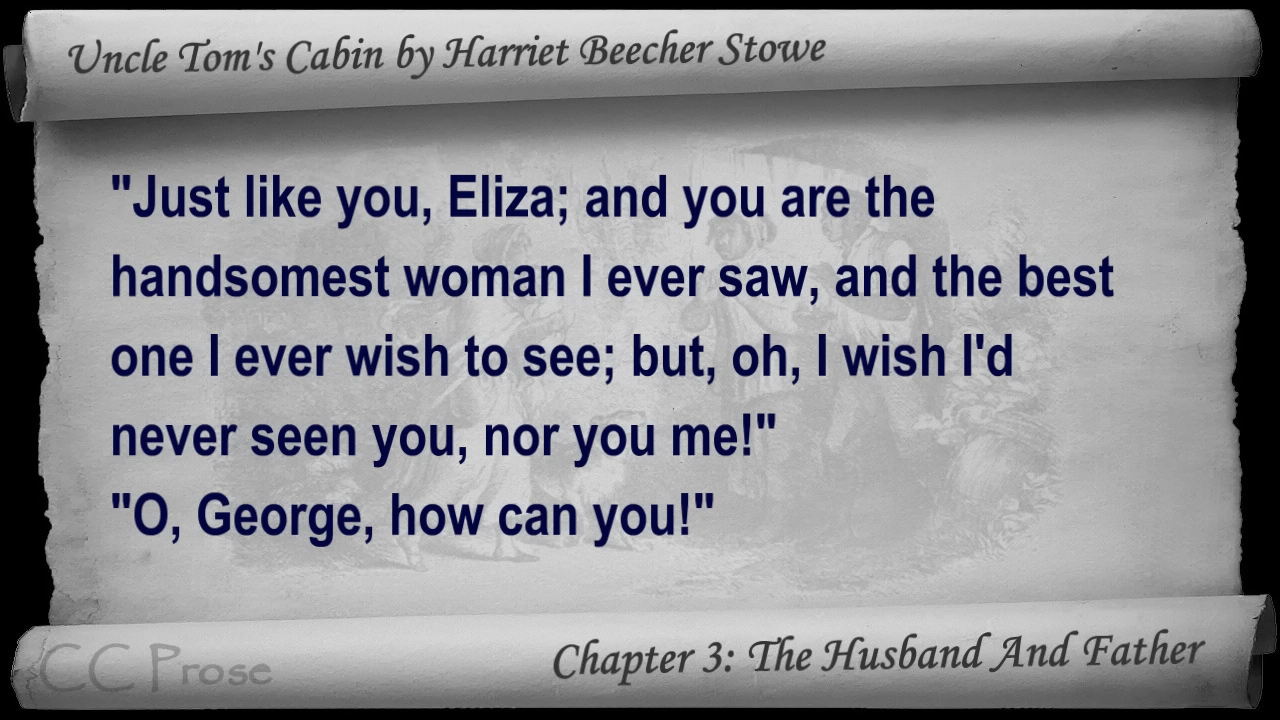 Uncle Tom's Cabin by Harriet Beecher Stowe
"Just like you, Eliza; and you are the
handsomest woman I ever saw, and the best
one I ever wish to see; but, oh, I wish I'd
never seen you, nor you me!"
"O, George, how can you!"
CC Prose
Chapter 3: The Husband And Father